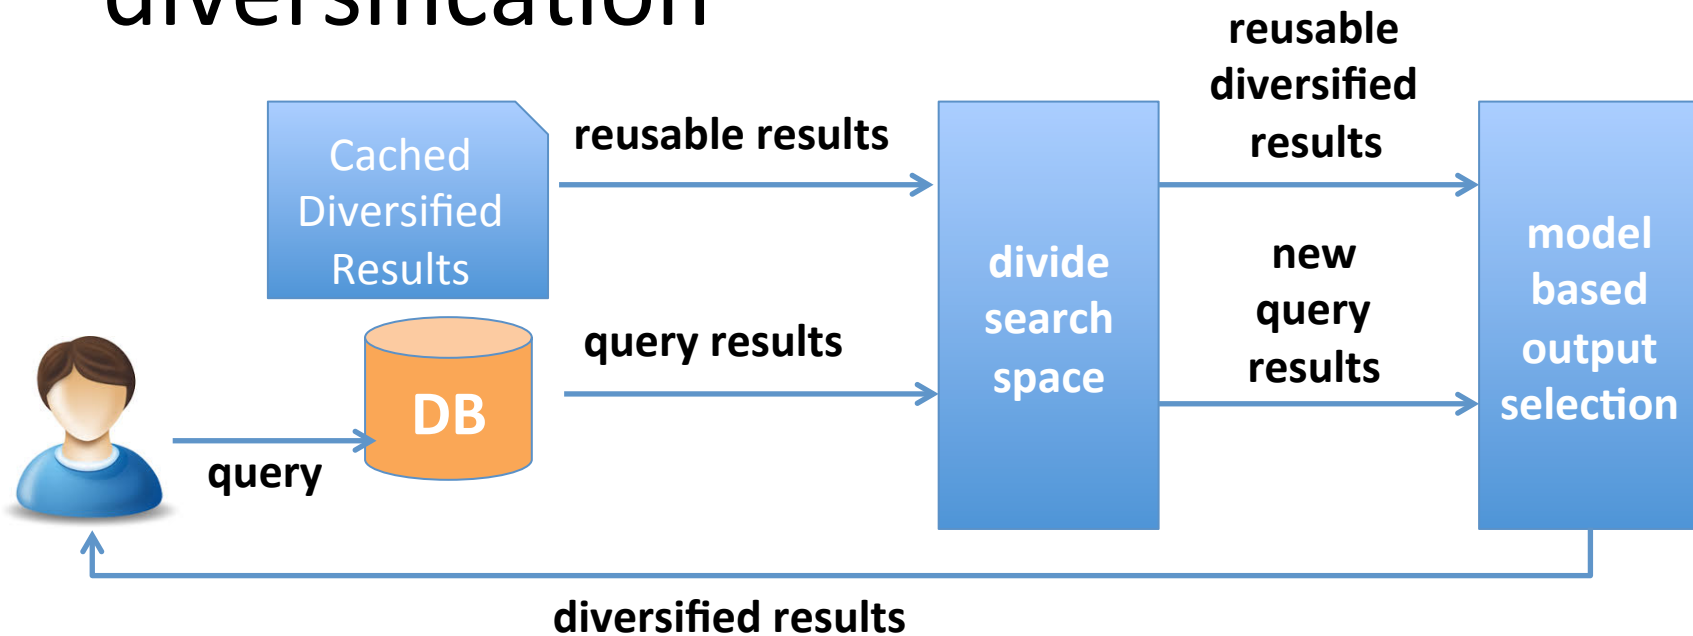 diversification
reusable
diversified
results
Cached
Diversified
Results
reusable results
divide
search
space
new
query
results
model
based
output
selection
query results
DB
query
diversified results